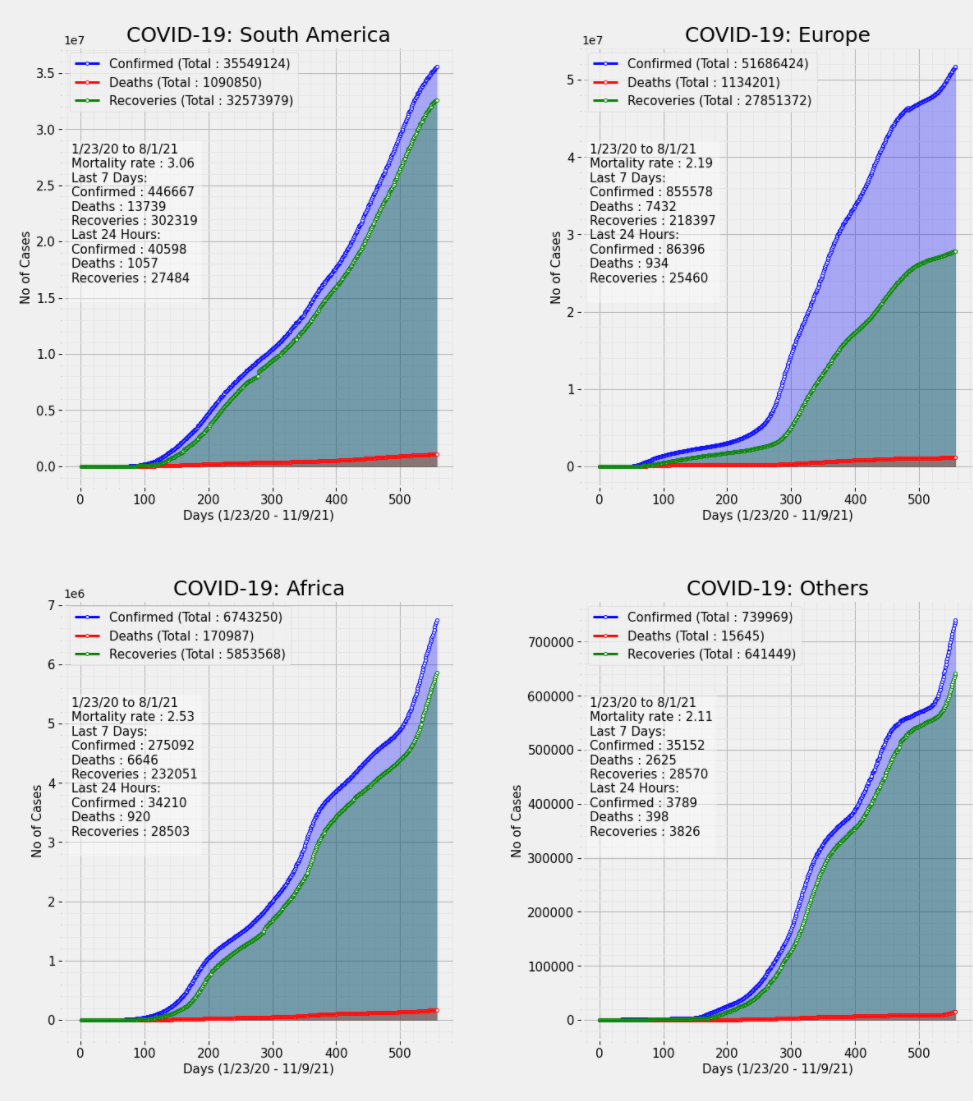 COVID-19: South America
1e7
Confirmed (Total : 35549124)
Deaths (Total : 1090850)
Recoveries (Total : 32573979)
1/23/20 to 8/1/21
Mortality rate : 3.06
Last 7 Days:
Confirmed : 446667
Deaths : 13739
Recoveries : 302319
Last 24 Hours:
Confirmed : 40598
Deaths : 1057
Recoveries : 27484
No of Cases
3.5
3.0
2.5
2.0
1.5
1.0
0.5
0.0
0 100 200 300 400 500
Days (1/23/20 - 11/9/21)
COVID-19: Europe
1e7
Confirmed (Total : 51686424)
Deaths (Total : 1134201)
Recoveries (Total : 27851372)
1/23/20 to 8/1/21
Mortality rate : 2.19
Last 7 Days:
Confirmed : 855578
Deaths : 7432
Recoveries : 218397
Last 24 Hours:
Confirmed : 86396
Deaths : 934
Recoveries : 25460
No of Cases
5
4
3
2
1
0
0 100 200 300 400 500
Days (1/23/20 - 11/9/21)
COVID-19: Africa
1e6
Confirmed (Total : 6743250)
Deaths (Total : 170987)
Recoveries (Total : 5853568)
1/23/20 to 8/1/21
Mortality rate : 2.53
Last 7 Days:
Confirmed : 275092
Deaths : 6646
Recoveries : 232051
Last 24 Hours:
Confirmed : 34210
Deaths : 920
Recoveries : 28503
No of Cases
7
6
5
4
3
2
1
0
0 100 200 300 400 500
Days (1/23/20 - 11/9/21)
COVID-19: Others
Confirmed (Total : 739969)
Deaths (Total : 15645)
Recoveries (Total : 641449)
1/23/20 to 8/1/21
Mortality rate : 2.11
Last 7 Days:
Confirmed : 35152
Deaths : 2625
Recoveries : 28570
Last 24 Hours:
Confirmed : 3789
Deaths : 398
Recoveries : 3826
No of Cases
700000
600000
500000
400000
300000
200000
100000
0
0 100 200 300 400 500
Days (1/23/20 - 11/9/21)